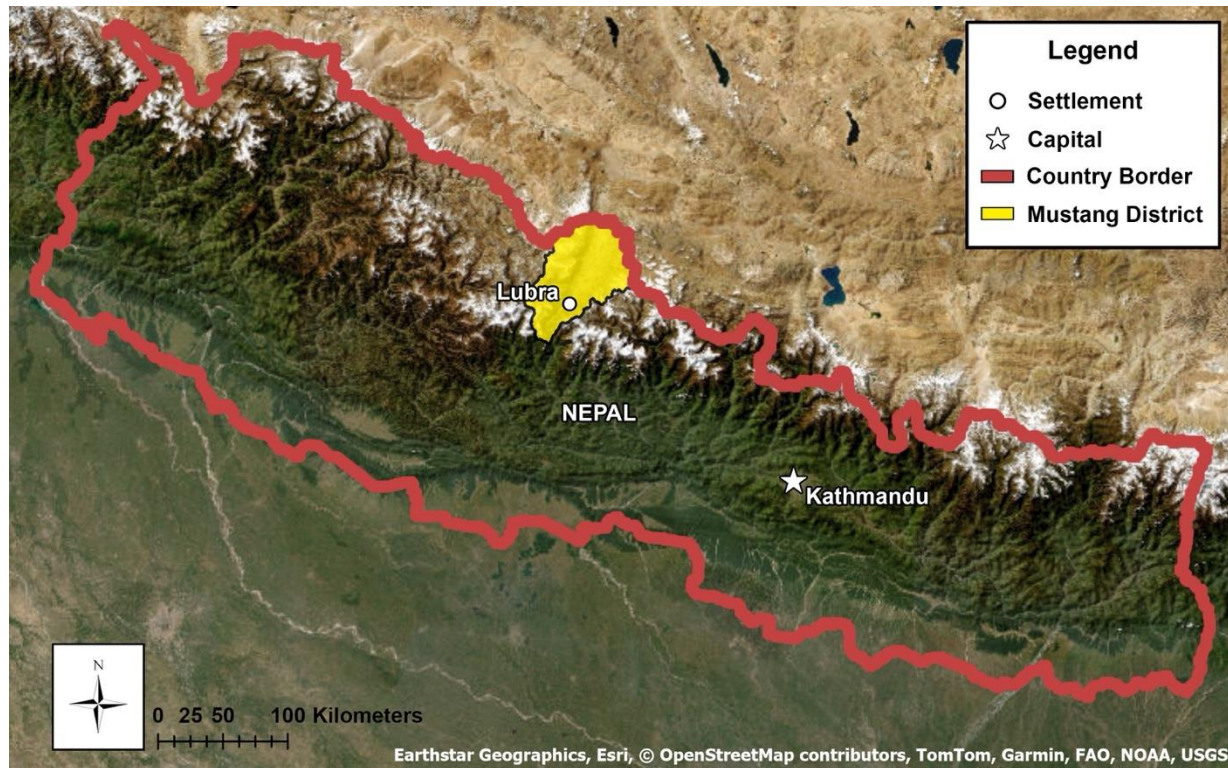 Legend
Settlement
Capital
Country Border
Mustang District
Lubra
NEPAL
Kathmandu
N
0 25 50 100 Kilometers
Earthstar Geographics, Esri, © OpenStreetMap contributors, TomTom, Garmin, FAO, NOAA, USGS